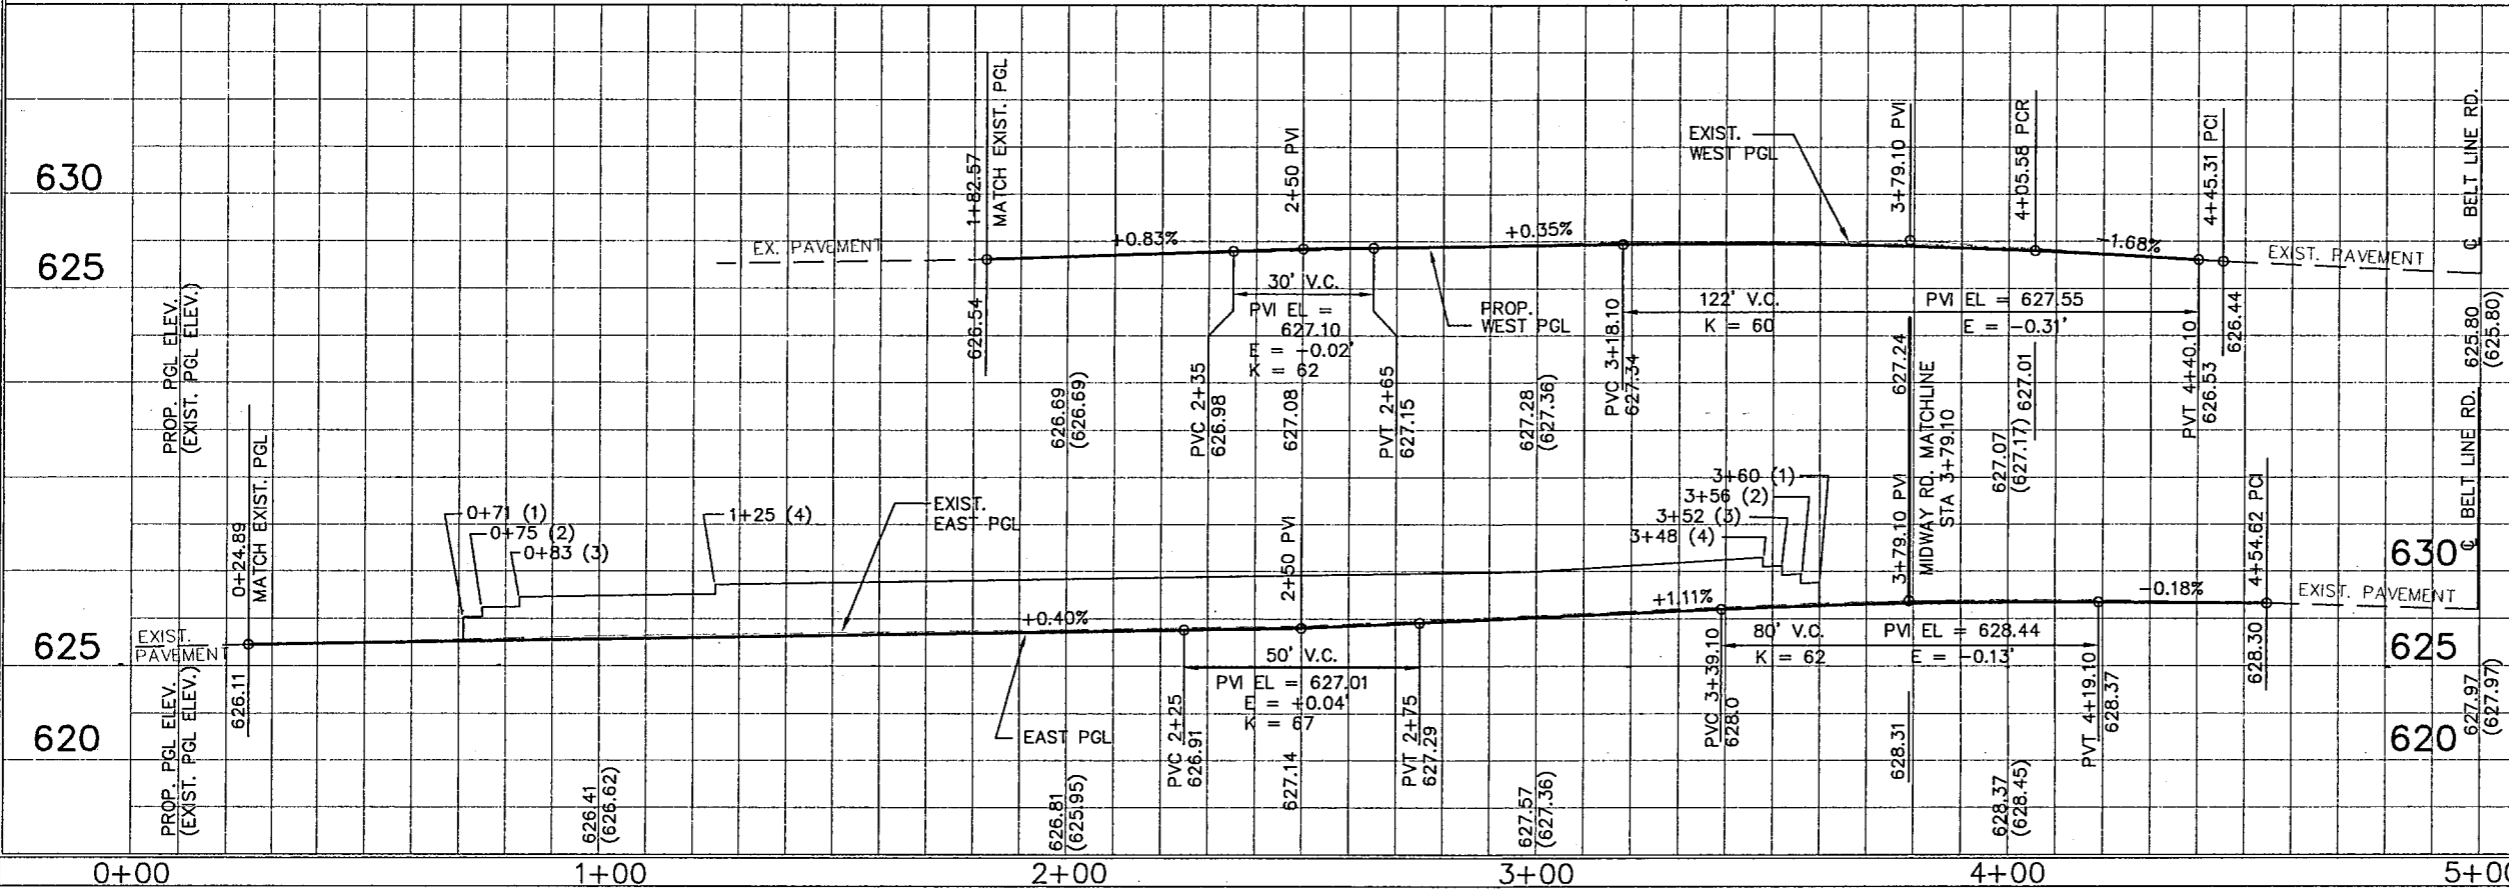 630
625
PROP. PGL ELEV.
(EXIST. PGL ELEV.)
EX. PAVEMENT
1+82.57
MATCH EXIST. PGL
626.54
+0.83%
2+50 PVI
30' V.C.
PVI EL =
627.10
E = -0.02'
K = 62
PVC 2+35
626.98
627.08
PVT 2+65
627.15
626.69
(626.69)
+0.35%
PROP.
WEST PGL
EXIST.
WEST PGL
627.28
(627.36)
PVC 3+18.10
627.34
122' V.C.
K = 60
PVI EL = 627.55
E = -0.31'
3+79.10 PVI
627.24
4+05.58 PCR
627.01
627.07
(627.17)
-1.68%
PVT 4+40.10
626.53
4+45.31 PCI
626.44
EXIST. PAVEMENT
℄ BELT LINE RD.
625.80
(625.80)
MIDWAY RD. MATCHLINE
STA 3+79.10
625
620
PROP. PGL ELEV.
(EXIST. PGL ELEV.)
EXIST.
PAVEMENT
0+24.89
MATCH EXIST. PGL
626.11
0+71 (1)
0+75 (2)
0+83 (3)
1+25 (4)
EXIST.
EAST PGL
+0.40%
EAST PGL
626.41
(626.62)
626.81
(625.95)
2+50 PVI
50' V.C.
PVI EL = 627.01
E = +0.04'
K = 67
PVC 2+25
626.91
627.14
PVT 2+75
627.29
627.57
(627.36)
3+60 (1)
3+56 (2)
3+52 (3)
3+48 (4)
+1.11%
PVC 3+39.10
628.0
80' V.C.
K = 62
PVI EL = 628.44
E = -0.13'
3+79.10 PVI
628.31
628.37
(628.45)
PVT 4+19.10
628.37
-0.18%
4+54.62 PCI
628.30
EXIST. PAVEMENT
℄ BELT LINE RD.
627.97
(627.97)
630
625
620
0+00
1+00
2+00
3+00
4+00
5+00